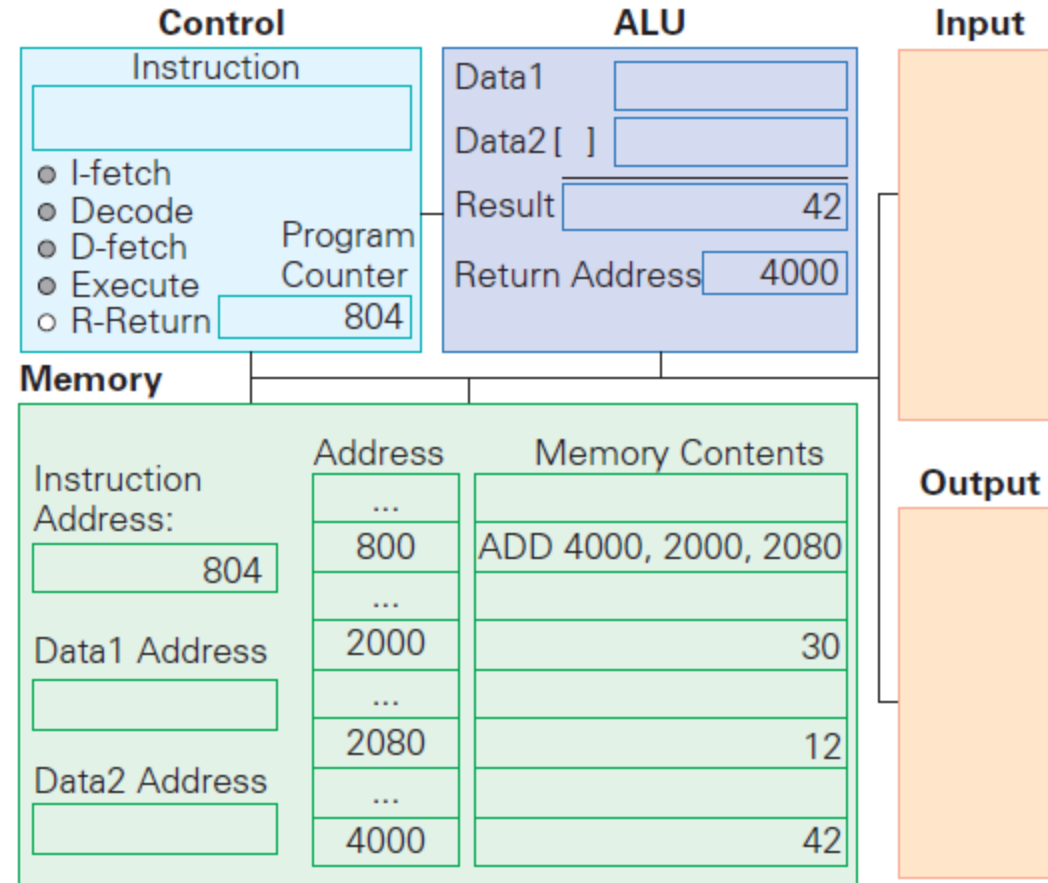 Control
Instruction
I-fetch
Decode
D-fetch
Execute
R-Return
Program
Counter
804
ALU
Data1
Data2 [ ]
Result 42
Return Address 4000
Input
Memory
Instruction
Address:
804
Data1 Address
Data2 Address
Address Memory Contents
...
800 ADD 4000, 2000, 2080
...
2000 30
...
2080 12
...
4000 42
Output